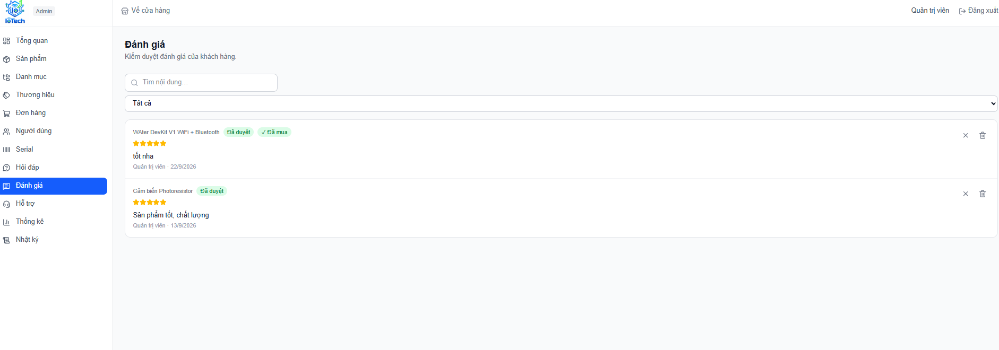 IoTech
Admin
Về cửa hàng
Quản trị viên
Đăng xuất
Tổng quan
Sản phẩm
Danh mục
Thương hiệu
Đơn hàng
Người dùng
Serial
Hỏi đáp
Đánh giá
Hỗ trợ
Thống kê
Nhật ký
Đánh giá
Kiểm duyệt đánh giá của khách hàng.
Tìm nội dung...
Tất cả
WAter DevKit V1 WiFi + Bluetooth Đã duyệt ✓ Đã mua
tốt nha
Quản trị viên · 22/9/2026
Cảm biến Photoresistor Đã duyệt
Sản phẩm tốt, chất lượng
Quản trị viên · 13/9/2026